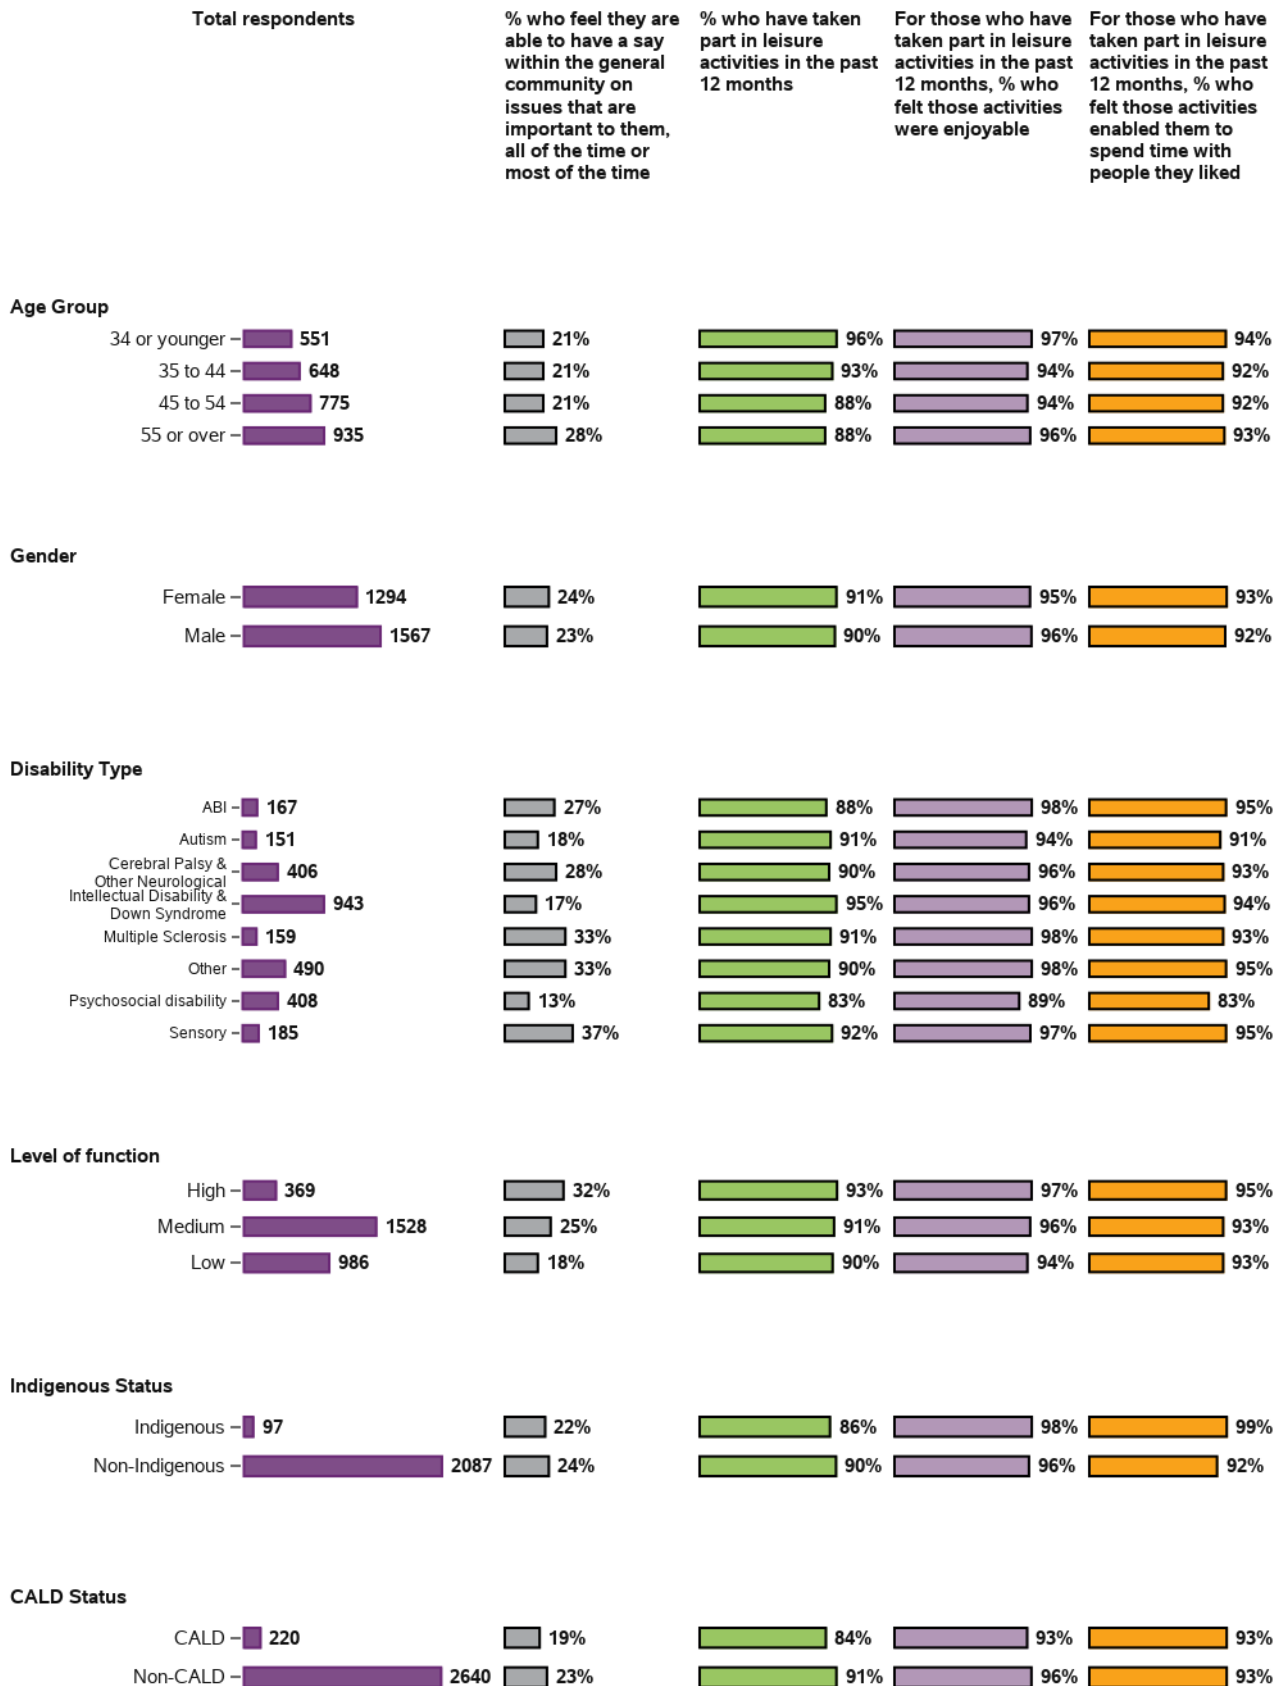 Total respondents
% who feel they are
able to have a say
within the general
community on
issues that are
important to them,
all of the time or
most of the time
% who have taken
part in leisure
activities in the past
12 months
For those who have
taken part in leisure
activities in the past
12 months, % who
felt those activities
were enjoyable
For those who have
taken part in leisure
activities in the past
12 months, % who
felt those activities
enabled them to
spend time with
people they liked
Age Group
34 or younger 551 21% 96% 97% 94%
35 to 44 648 21% 93% 94% 92%
45 to 54 775 21% 88% 94% 92%
55 or over 935 28% 88% 96% 93%
Gender
Female 1294 24% 91% 95% 93%
Male 1567 23% 90% 96% 92%
Disability Type
ABI 167 27% 88% 98% 95%
Autism 151 18% 91% 94% 91%
Cerebral Palsy &
Other Neurological 406 28% 90% 96% 93%
Intellectual Disability &
Down Syndrome 943 17% 95% 96% 94%
Multiple Sclerosis 159 33% 91% 98% 93%
Other 490 33% 90% 98% 95%
Psychosocial disability 408 13% 83% 89% 83%
Sensory 185 37% 92% 97% 95%
Level of function
High 369 32% 93% 97% 95%
Medium 1528 25% 91% 96% 93%
Low 986 18% 90% 94% 93%
Indigenous Status
Indigenous 97 22% 86% 98% 99%
Non-Indigenous 2087 24% 90% 96% 92%
CALD Status
CALD 220 19% 84% 93% 93%
Non-CALD 2640 23% 91% 96% 93%